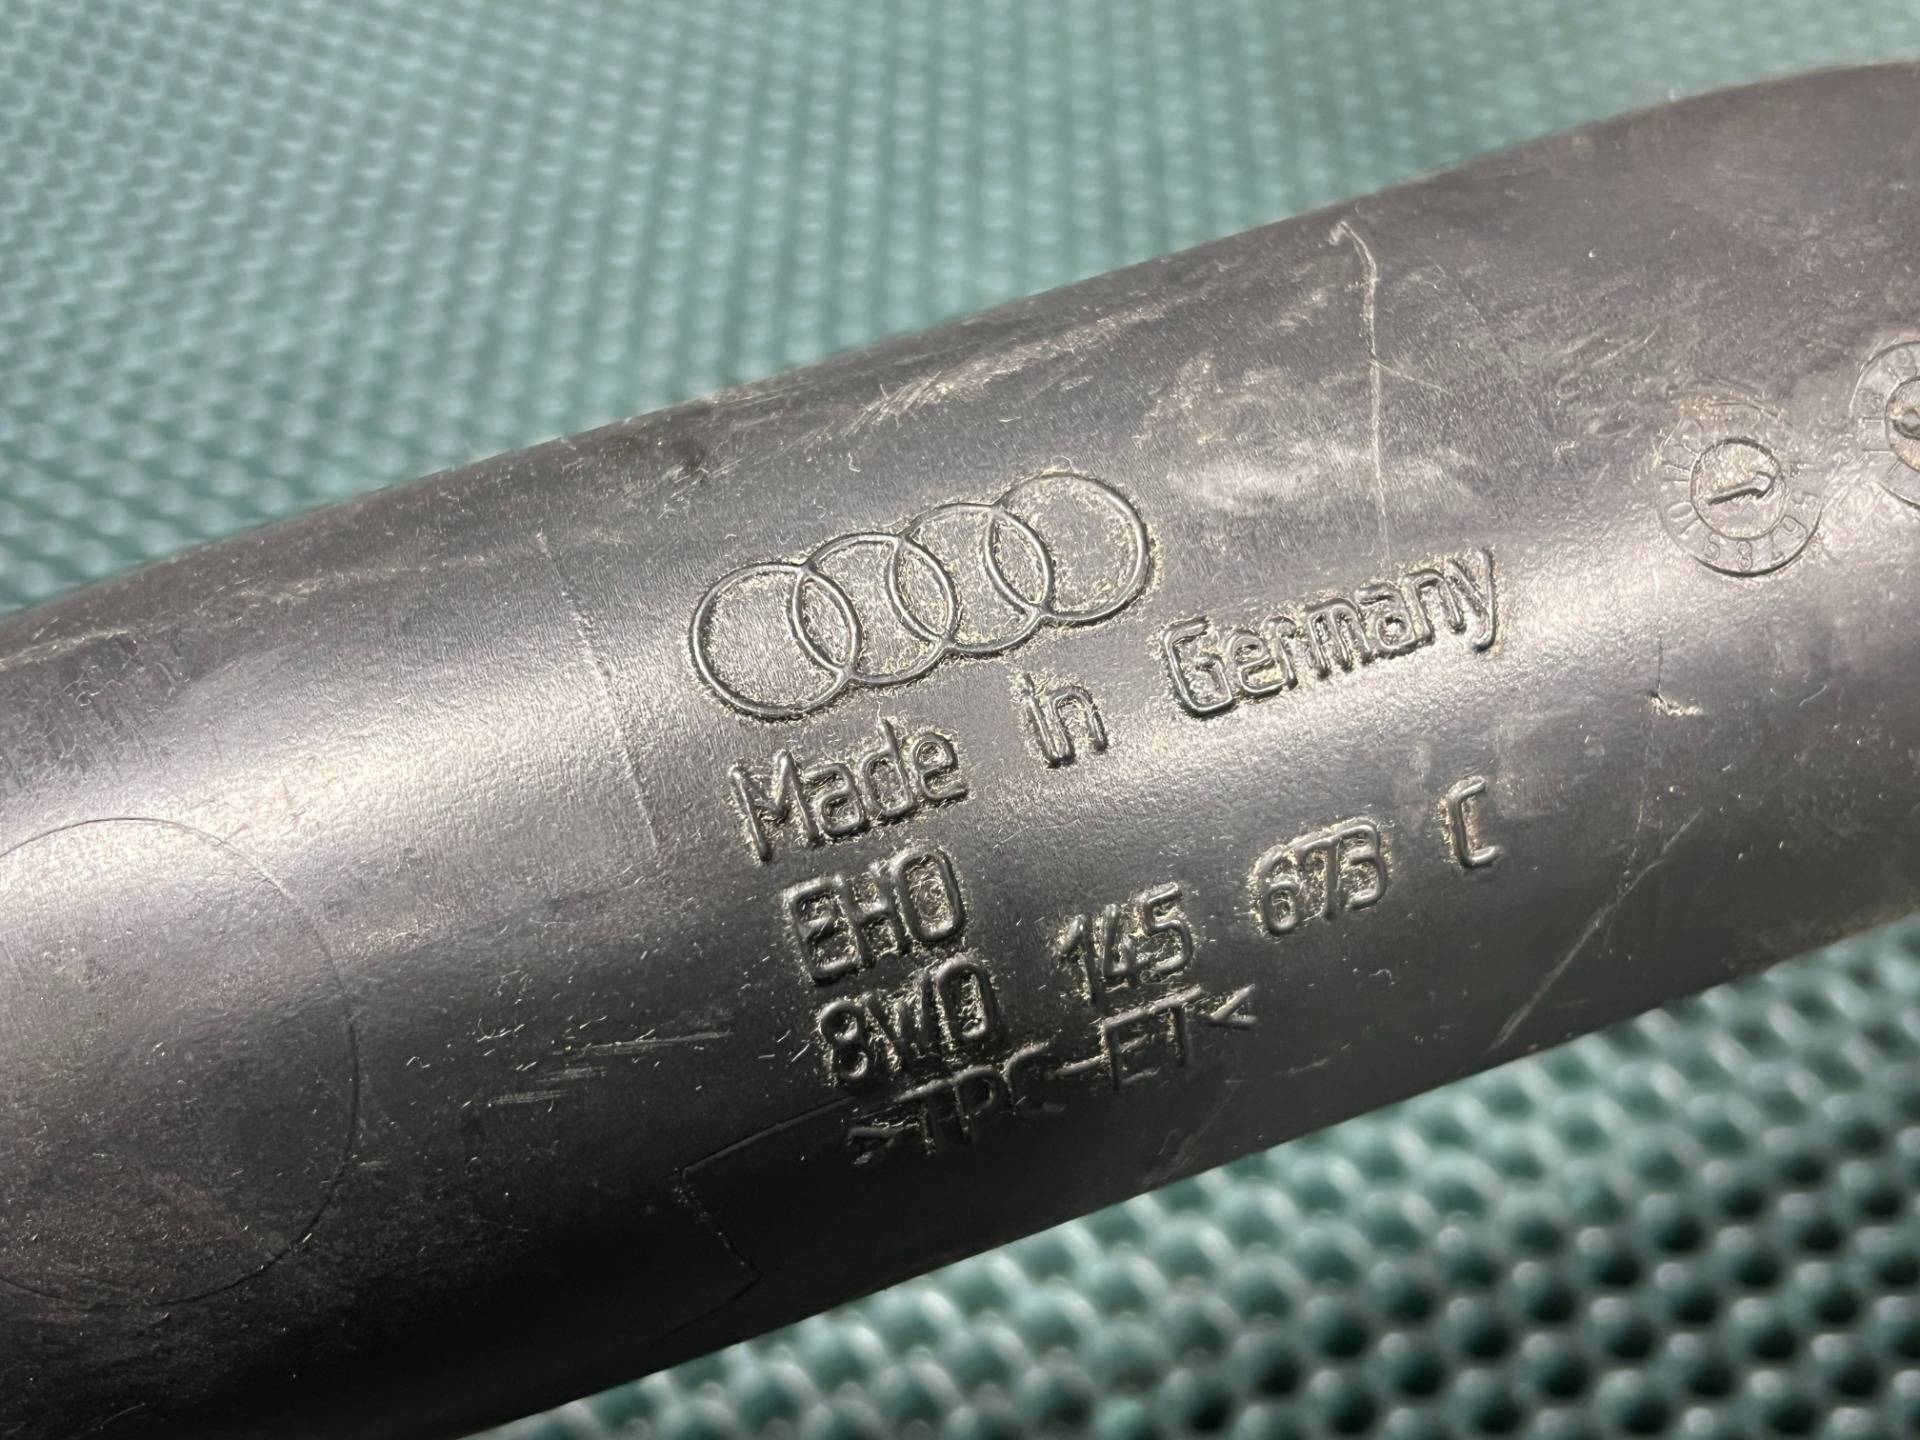 Made in Germany
EHO
8W0 145 673 C
>TPC-ET<